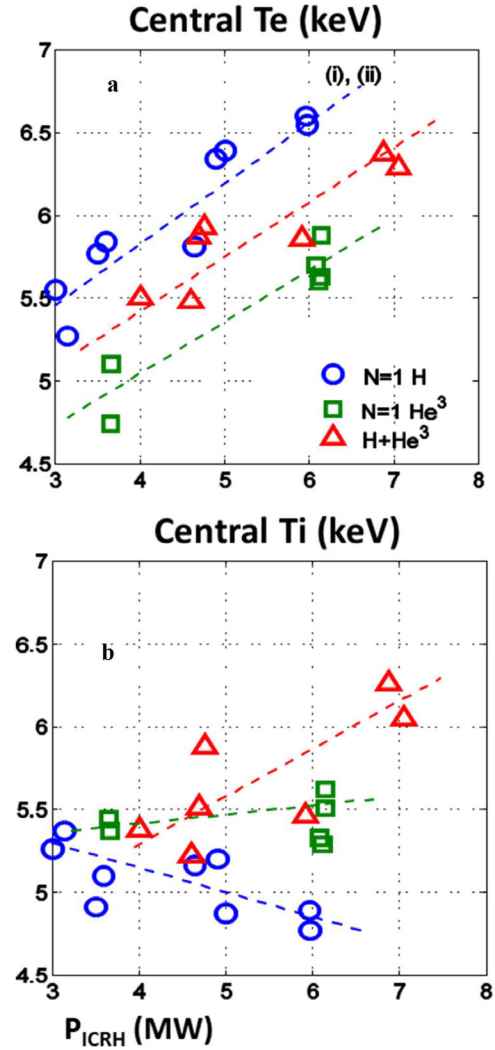 Central Te (keV)
7
a
(i), (ii)
6.5
6
5.5
N=1 H
5
N=1 He³
H+He³
4.5
3 4 5 6 7 8
Central Ti (keV)
7
b
6.5
6
5.5
5
4.5
3 4 5 6 7 8
P_ICRH (MW)